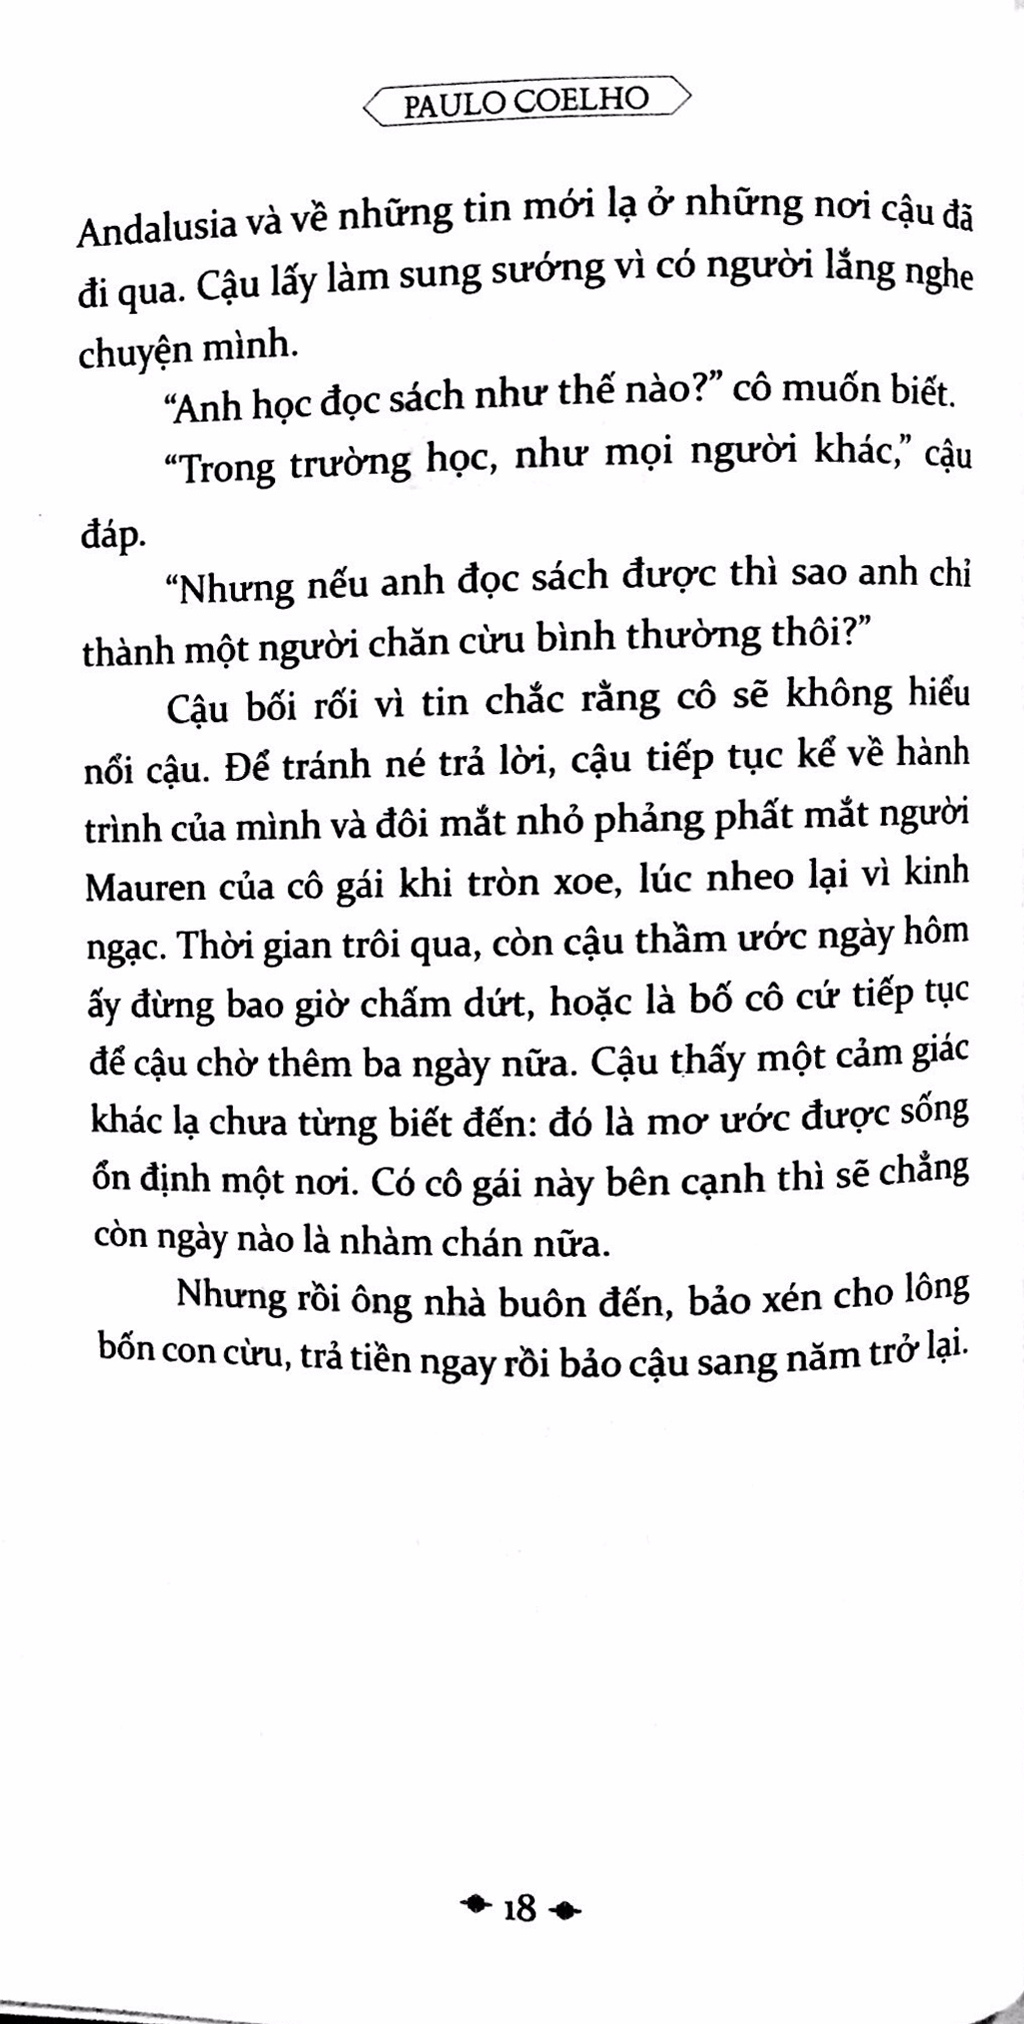 PAULO COELHO
Andalusia và về những tin mới lạ ở những nơi cậu đã
đi qua. Cậu lấy làm sung sướng vì có người lắng nghe
chuyện mình.
“Anh học đọc sách như thế nào?” cô muốn biết.
“Trong trường học, như mọi người khác,” cậu
đáp.
“Nhưng nếu anh đọc sách được thì sao anh chỉ
thành một người chăn cừu bình thường thôi?”
Cậu bối rối vì tin chắc rằng cô sẽ không hiểu
nổi cậu. Để tránh né trả lời, cậu tiếp tục kể về hành
trình của mình và đôi mắt nhỏ phảng phất mắt người
Mauren của cô gái khi tròn xoe, lúc nheo lại vì kinh
ngạc. Thời gian trôi qua, còn cậu thầm ước ngày hôm
ấy đừng bao giờ chấm dứt, hoặc là bố cô cứ tiếp tục
để cậu chờ thêm ba ngày nữa. Cậu thấy một cảm giác
khác lạ chưa từng biết đến: đó là mơ ước được sống
ổn định một nơi. Có cô gái này bên cạnh thì sẽ chẳng
còn ngày nào là nhàm chán nữa.
Nhưng rồi ông nhà buôn đến, bảo xén cho lông
bốn con cừu, trả tiền ngay rồi bảo cậu sang năm trở lại.
18